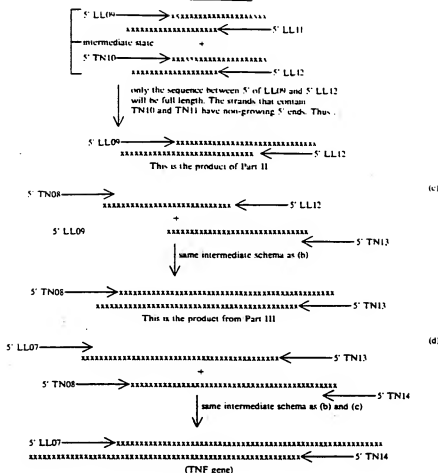 5' LL09
5' LL11
intermediate state
+
5' TN10
5' LL12
only the sequence between 5' of LL09 and 5' LL12
will be full length. The strands that contain
TN10 and TN11 have non-growing 5' ends. Thus.
5' LL09
5' LL12
This is the product of Part II
(c)
5' TN08
5' LL12
+
5' LL09
5' TN13
same intermediate schema as (b)
5' TN08
5' TN13
This is the product from Part III
(d)
5' LL07
5' TN13
+
5' TN08
5' TN14
same intermediate schema as (b) and (c)
5' LL07
5' TN14
(TNF gene)